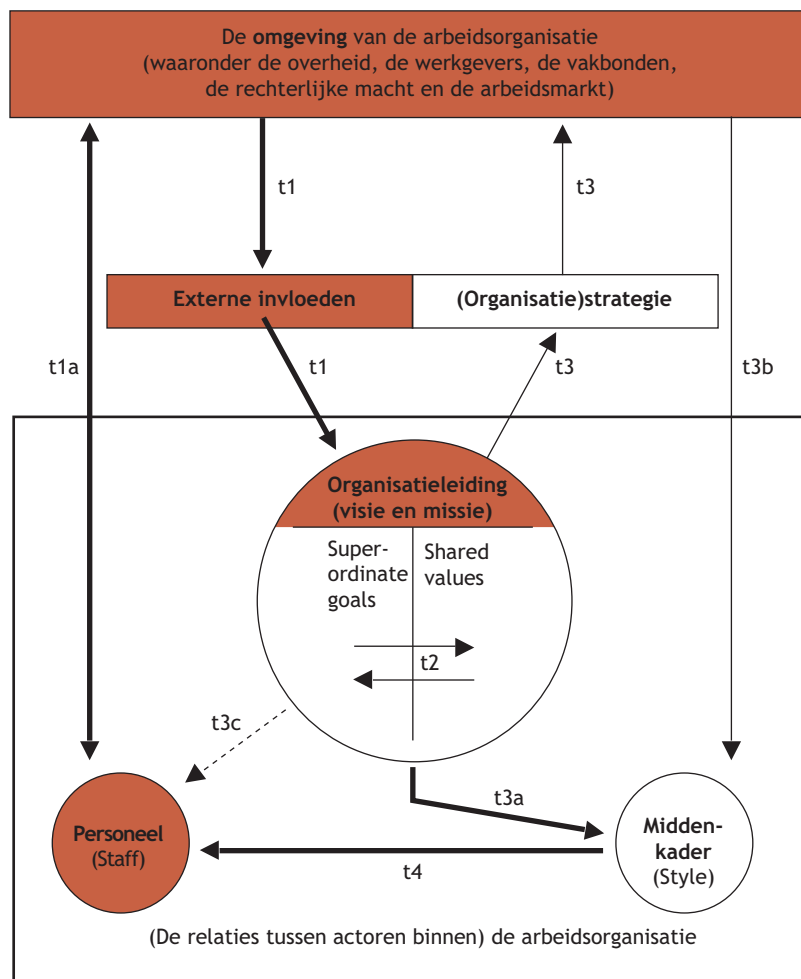 De omgeving van de arbeidsorganisatie
(waaronder de overheid, de werkgevers, de vakbonden,
de rechterlijke macht en de arbeidsmarkt)
t1
t3
Externe invloeden
(Organisatie)strategie
t1a
t1
t3
t3b
Organisatieleiding
(visie en missie)
Super-
ordinate
goals
Shared
values
t2
t3c
t3a
Personeel
(Staff)
Midden-
kader
(Style)
t4
(De relaties tussen actoren binnen) de arbeidsorganisatie